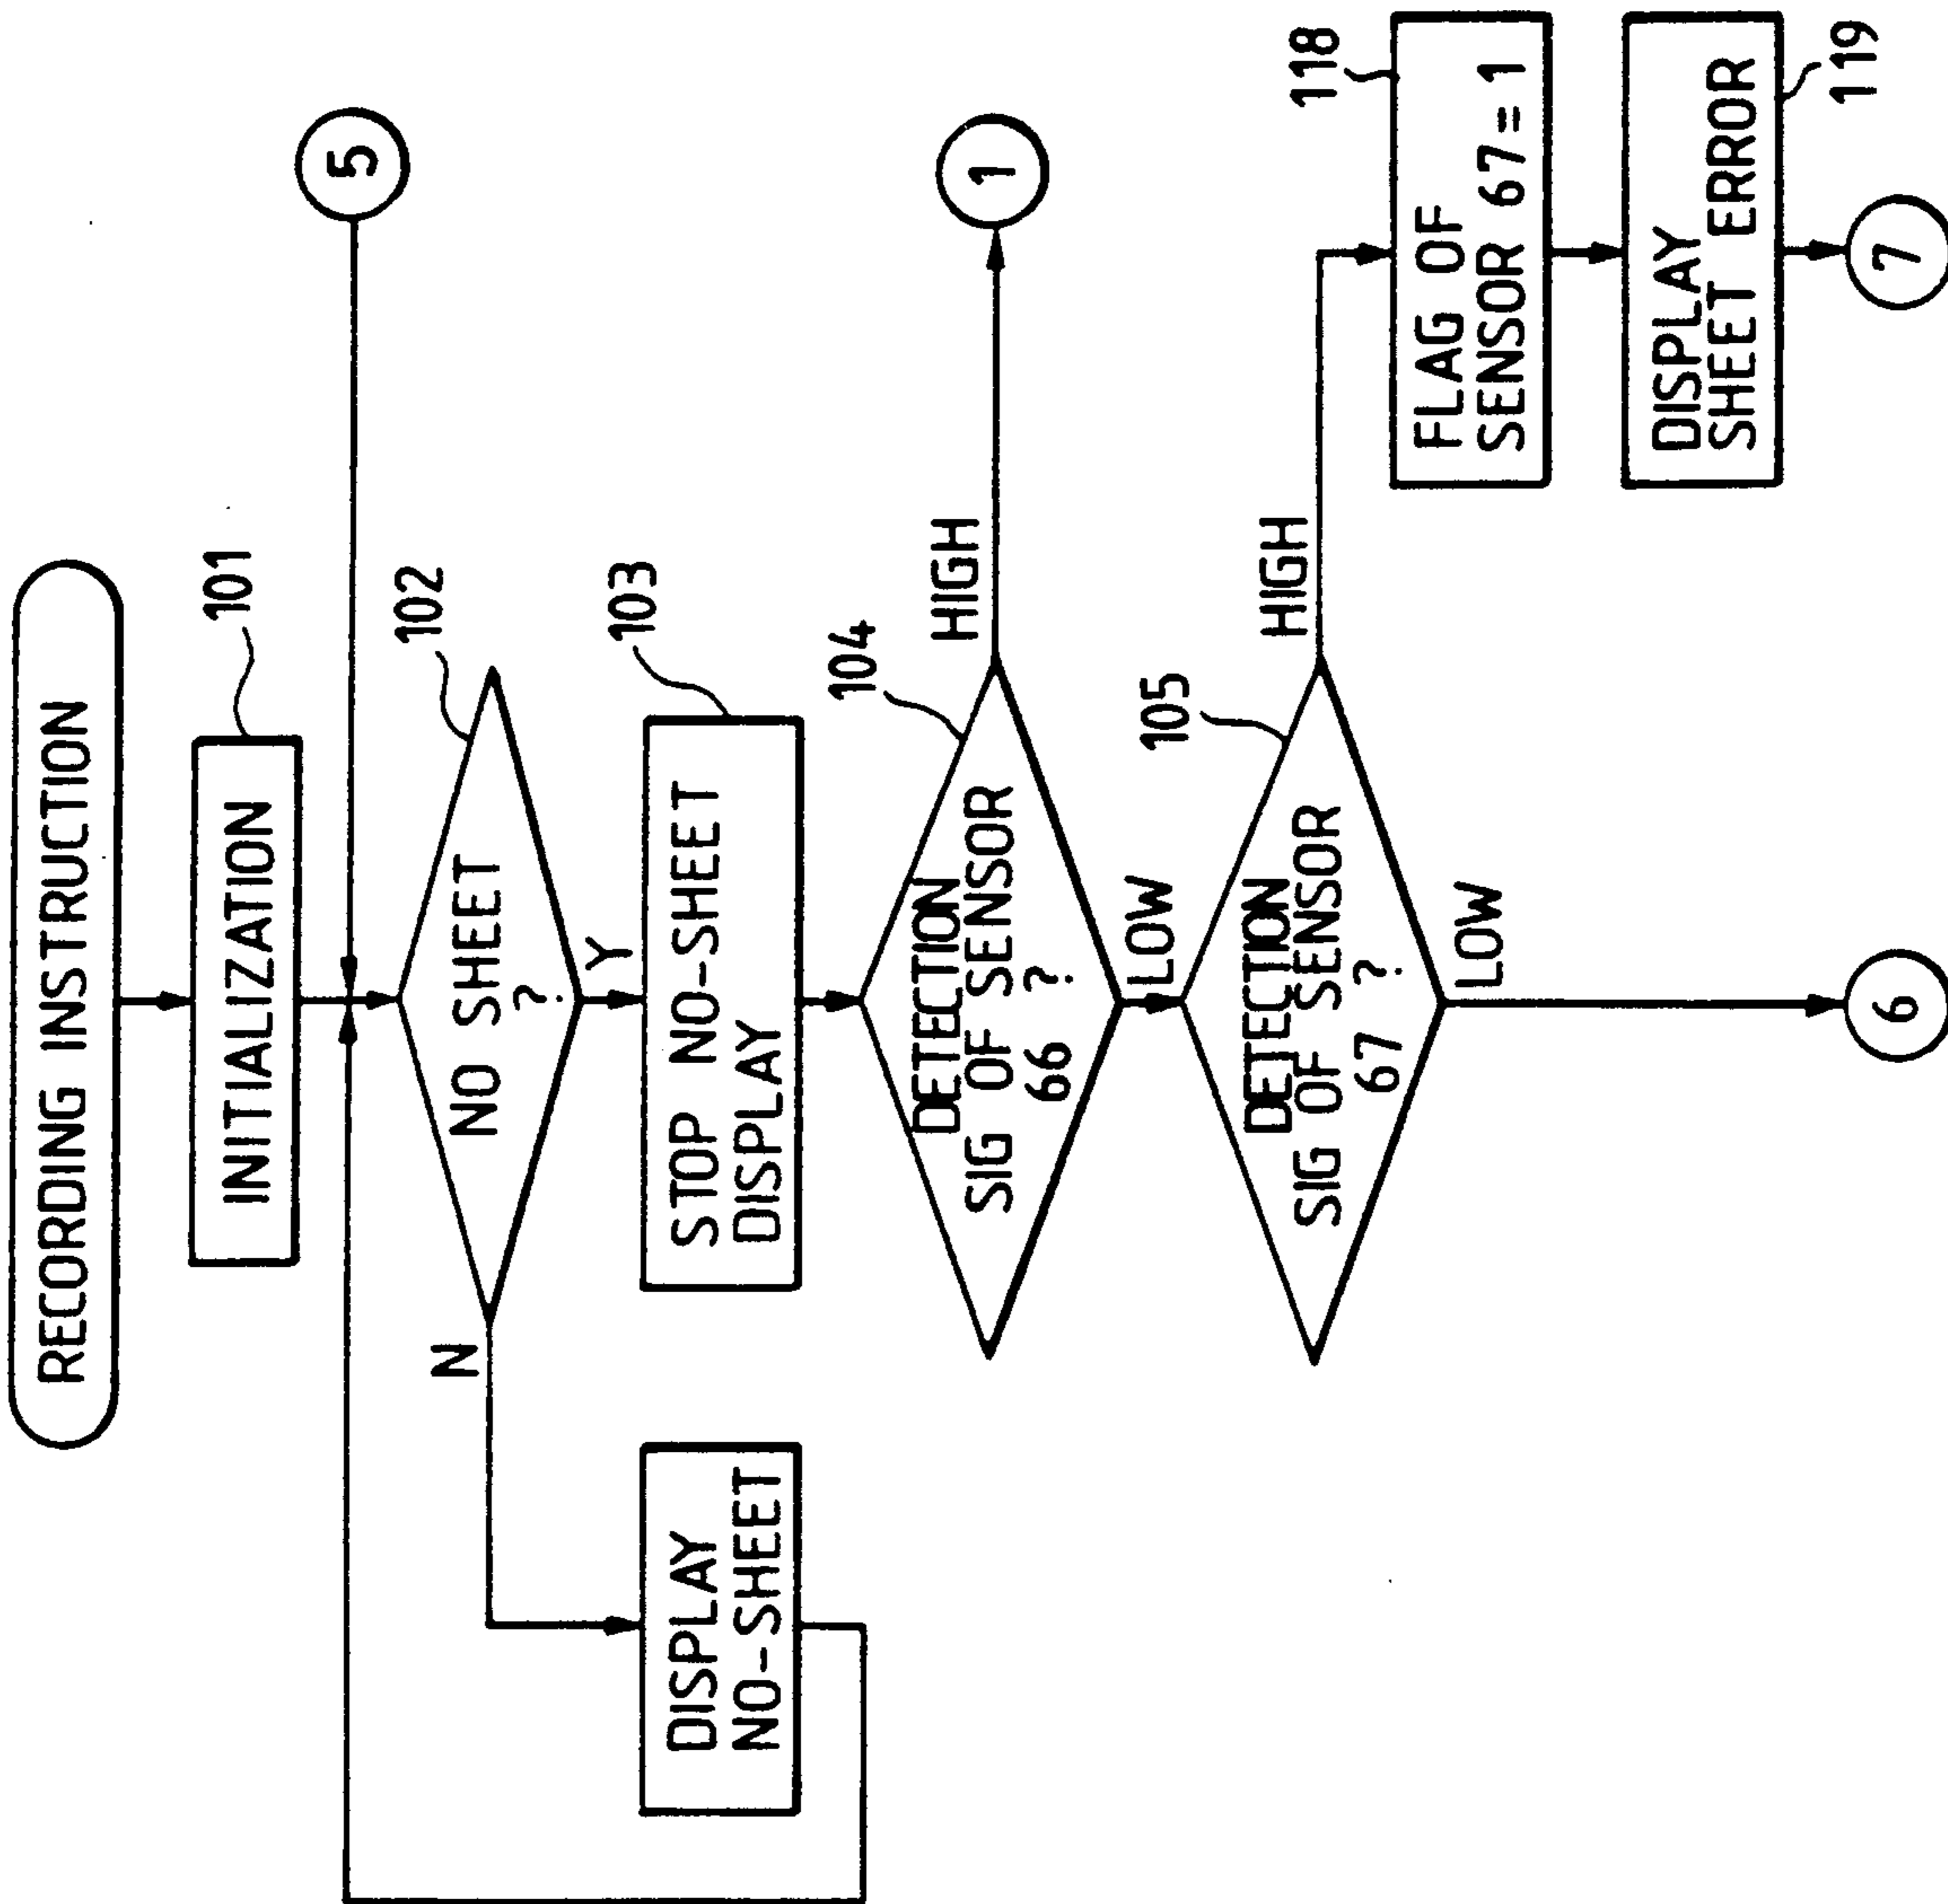 RECORDING INSTRUCTION
INITIALIZATION
101
5
NO SHEET
?
102
N
Y
DISPLAY
NO-SHEET
STOP NO-SHEET
DISPLAY
103
DETECTION
SIG OF SENSOR
66 ?
104
HIGH
1
LOW
DETECTION
SIG OF SENSOR
67 ?
105
HIGH
LOW
6
FLAG OF
SENSOR 67 = 1
118
DISPLAY
SHEET ERROR
119
7